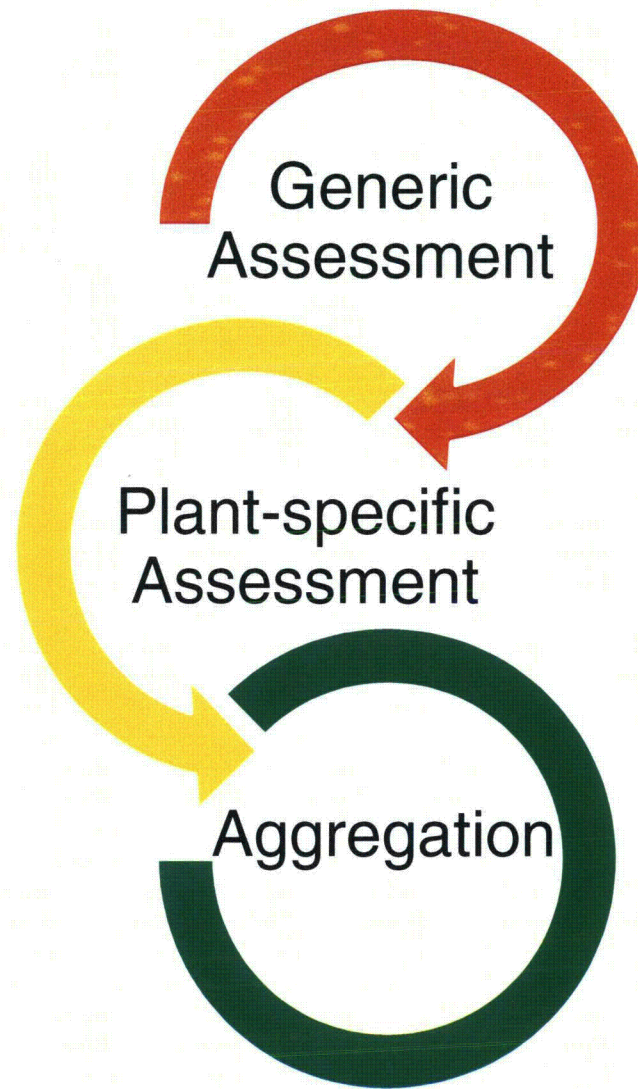 Generic
Assessment
Plant-specific
Assessment
Aggregation